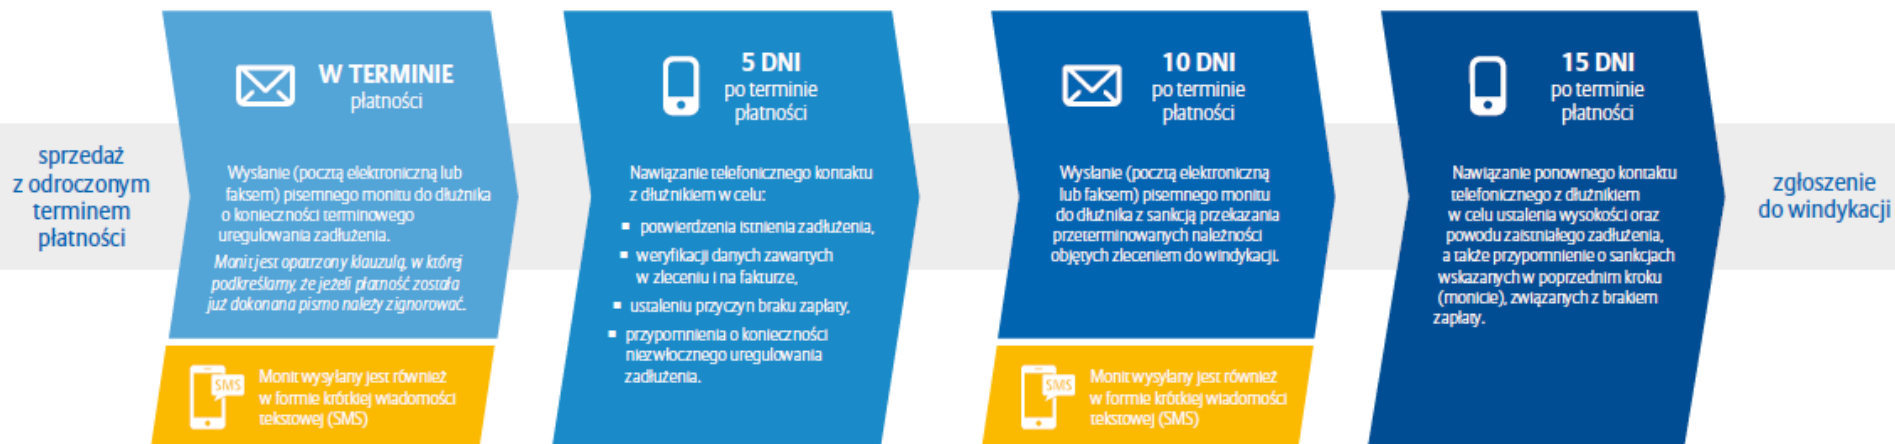 sprzedaż
z odroczonym
terminem
płatności
W TERMINIE
płatności
Wysłanie (pocztą elektroniczną lub
faksem) pisemnego monitu do dłużnika
o konieczności terminowego
uregulowania zadłużenia.
Monit jest opatrzony klauzulą, w której
podkreślamy, że jeżeli płatność została
już dokonana pismo należy zignorować.
SMS
Monit wysyłany jest również
w formie krótkiej wiadomości
tekstowej (SMS)
5 DNI
po terminie
płatności
Nawiązanie telefonicznego kontaktu
z dłużnikiem w celu:
▪ potwierdzenia istnienia zadłużenia,
▪ weryfikacji danych zawartych
w zleceniu i na fakturze,
▪ ustaleniu przyczyn braku zapłaty,
▪ przypomnienia o konieczności
niezwłocznego uregulowania
zadłużenia.
10 DNI
po terminie
płatności
Wysłanie (pocztą elektroniczną
lub faksem) pisemnego monitu
do dłużnika z sankcją przekazania
przeterminowanych należności
objętych zleceniem do windykacji.
SMS
Monit wysyłany jest również
w formie krótkiej wiadomości
tekstowej (SMS)
15 DNI
po terminie
płatności
Nawiązanie ponownego kontaktu
telefonicznego z dłużnikiem
w celu ustalenia wysokości oraz
powodu zaistniałego zadłużenia,
a także przypomnienie o sankcjach
wskazanych w poprzednim kroku
(monicie), związanych z brakiem
zapłaty.
zgłoszenie
do windykacji